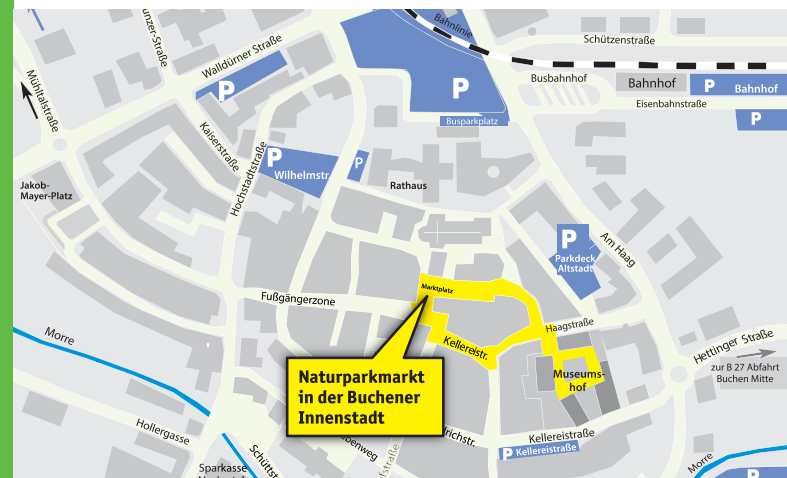 Bahnlinie
Schützenstraße
Walldürner Straße
Mühltalstraße
P
P
Busbahnhof
Bahnhof
P Bahnhof
Eisenbahnstraße
Busparkplatz
P
Kaiserstraße
Hochstadtstraße
P
Wilhelmstr.
P
Rathaus
Jakob-
Mayer-Platz
P
Parkdeck
Altstadt
Am Haag
Marktplatz
Fußgängerzone
Haagstraße
Kellereistr.
Morre
Hettinger Straße
zur B 27 Abfahrt
Buchen Mitte
Museums-
hof
Naturparkmarkt
in der Buchener
Innenstadt
Hollergasse
Kellereistraße
P Kellereistraße
Morre
Sparkasse
P